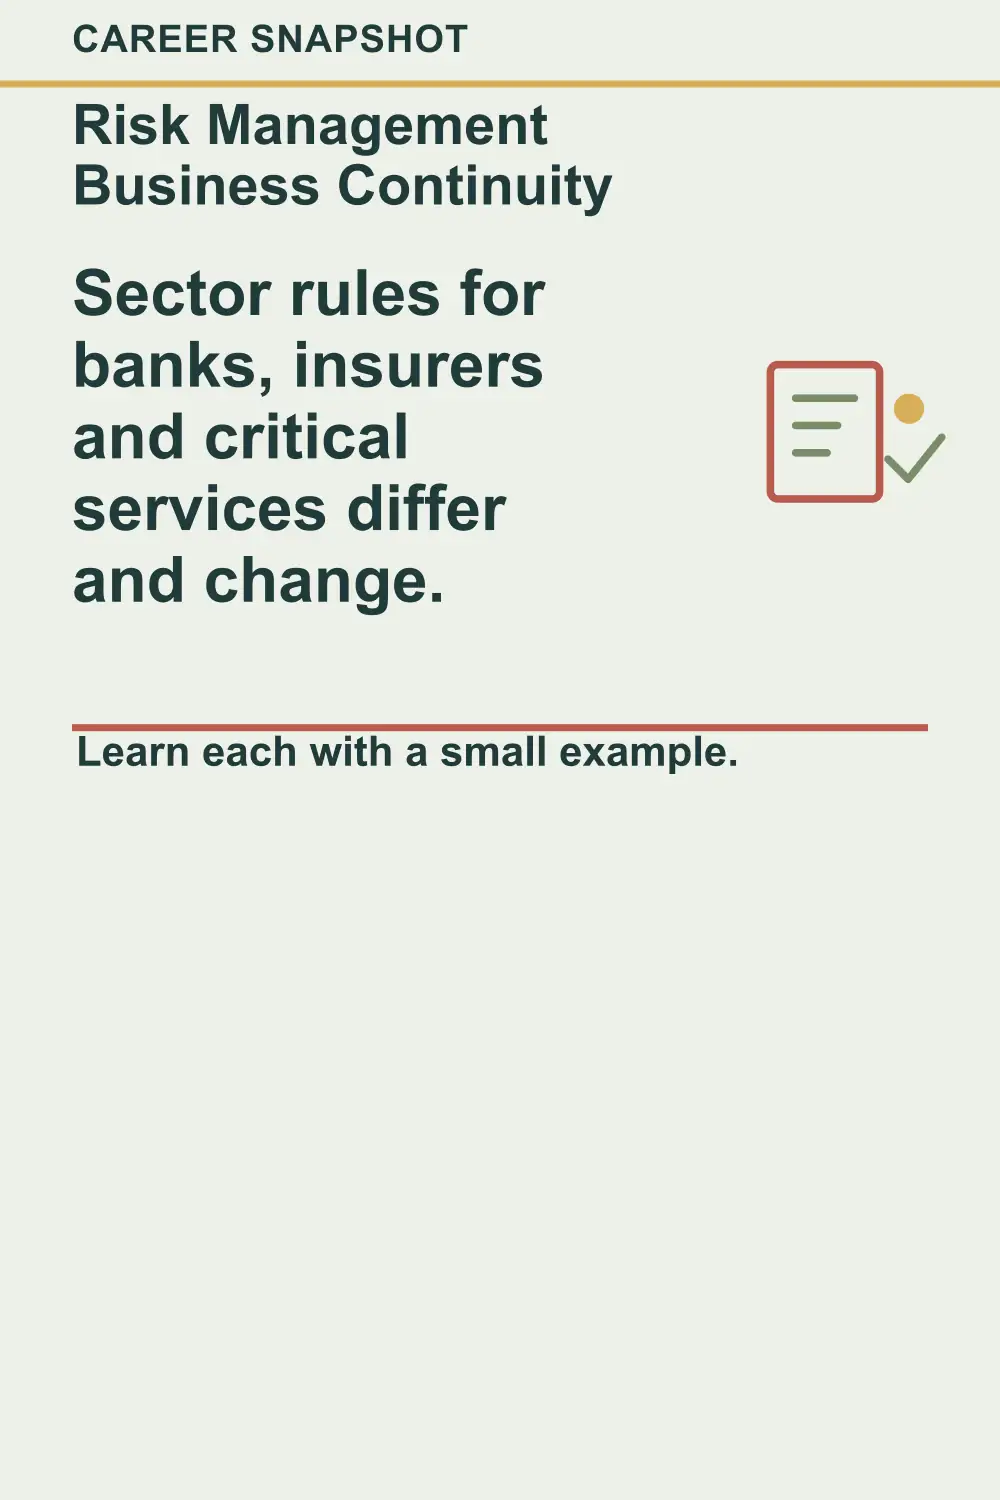 CAREER SNAPSHOT
Risk Management
Business Continuity
Sector rules for
banks, insurers
and critical
services differ
and change.
Learn each with a small example.